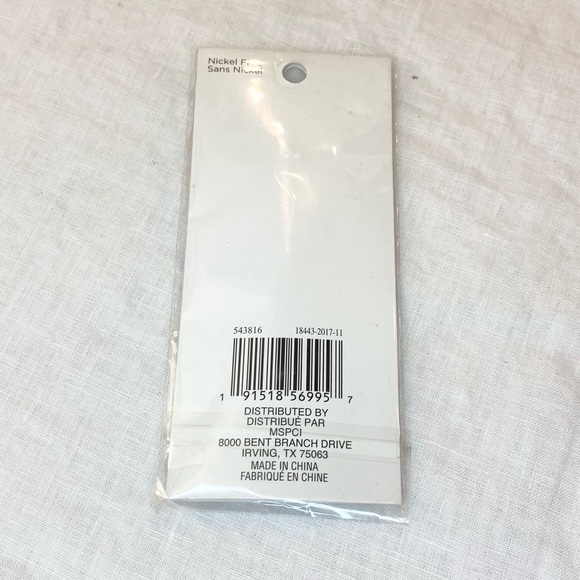 Nickel Free
Sans Nickel
543816 18443-2017-11
1 91518 56995 7
DISTRIBUTED BY
DISTRIBUÉ PAR
MSPCI
8000 BENT BRANCH DRIVE
IRVING, TX 75063
MADE IN CHINA
FABRIQUÉ EN CHINE